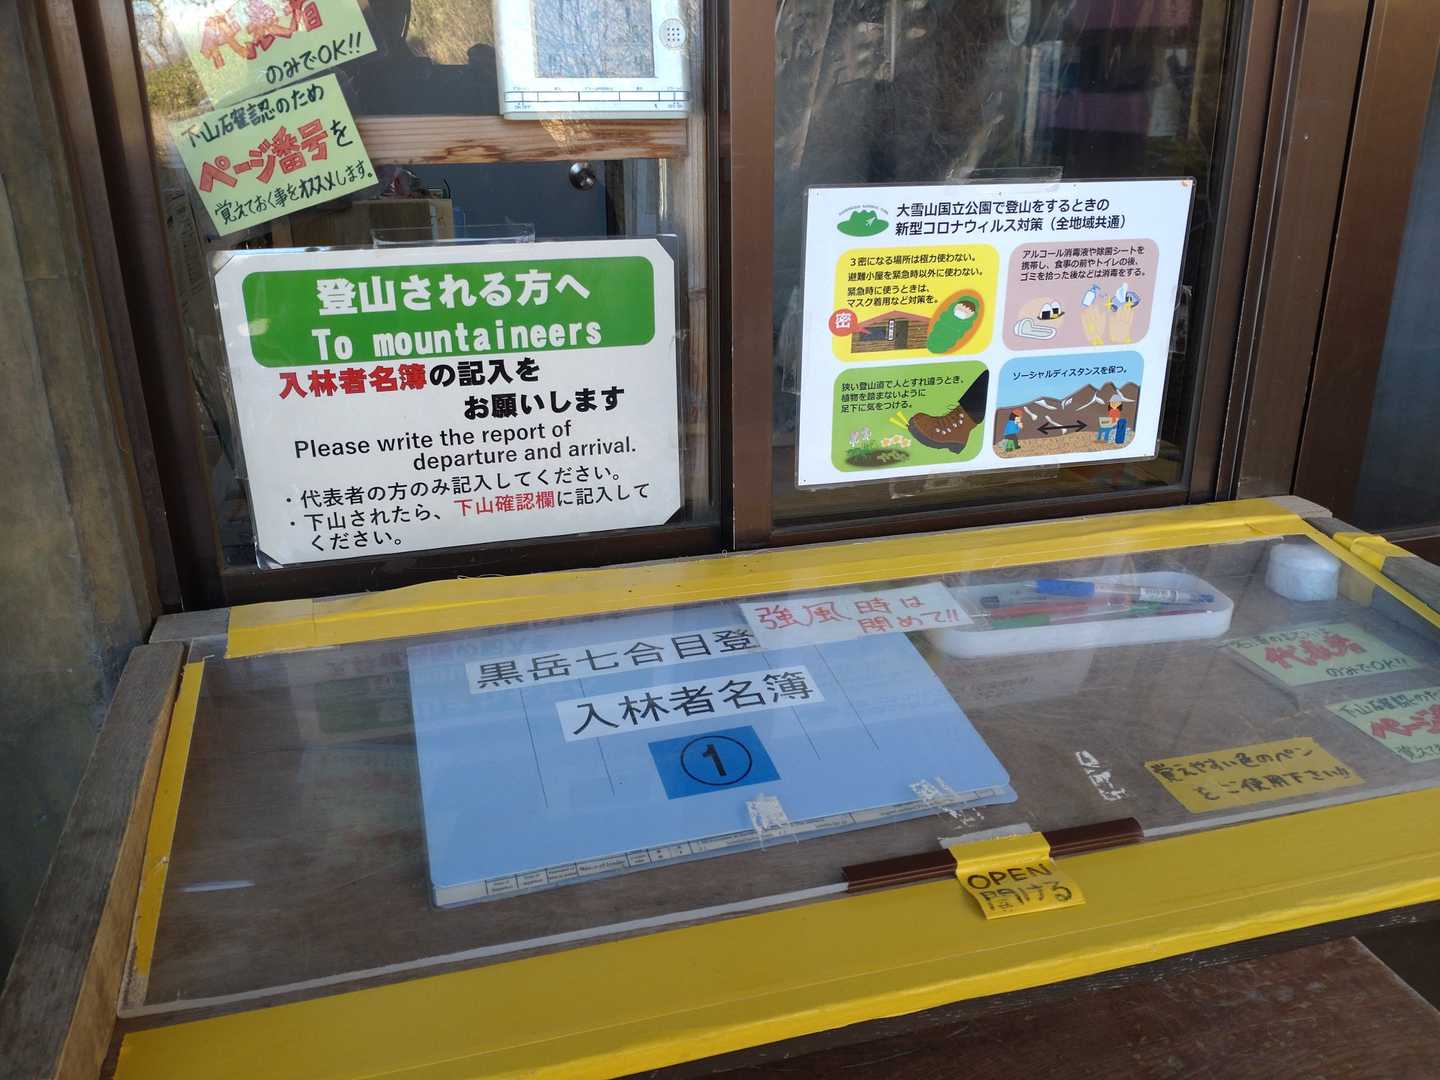 代表者
のみでOK!!
下山確認のため
ページ番号を
覚えておく事をオススメします。
登山される方へ
To mountaineers
入林者名簿の記入を
お願いします
Please write the report of
departure and arrival.
・代表者の方のみ記入してください。
・下山されたら、下山確認欄に記入して
ください。
大雪山国立公園で登山をするときの
新型コロナウィルス対策（全地域共通）
３密になる場所は極力使わない。
避難小屋を緊急時以外に使わない。
緊急時に使うときは、
マスク着用など対策を。
密
アルコール消毒液や除菌シートを
携帯し、食事の前やトイレの後、
ゴミを拾った後などは消毒をする。
狭い登山道で人とすれ違うとき、
植物を踏まないように
足下に気をつける。
ソーシャルディスタンスを保つ。
強風時は
閉めて!!
黒岳七合目登
入林者名簿
①
代表者
のみでOK!!
下山確認のた
ページ
覚えて
覚えやすい色のペン
をご使用下さい!!
OPEN
開ける